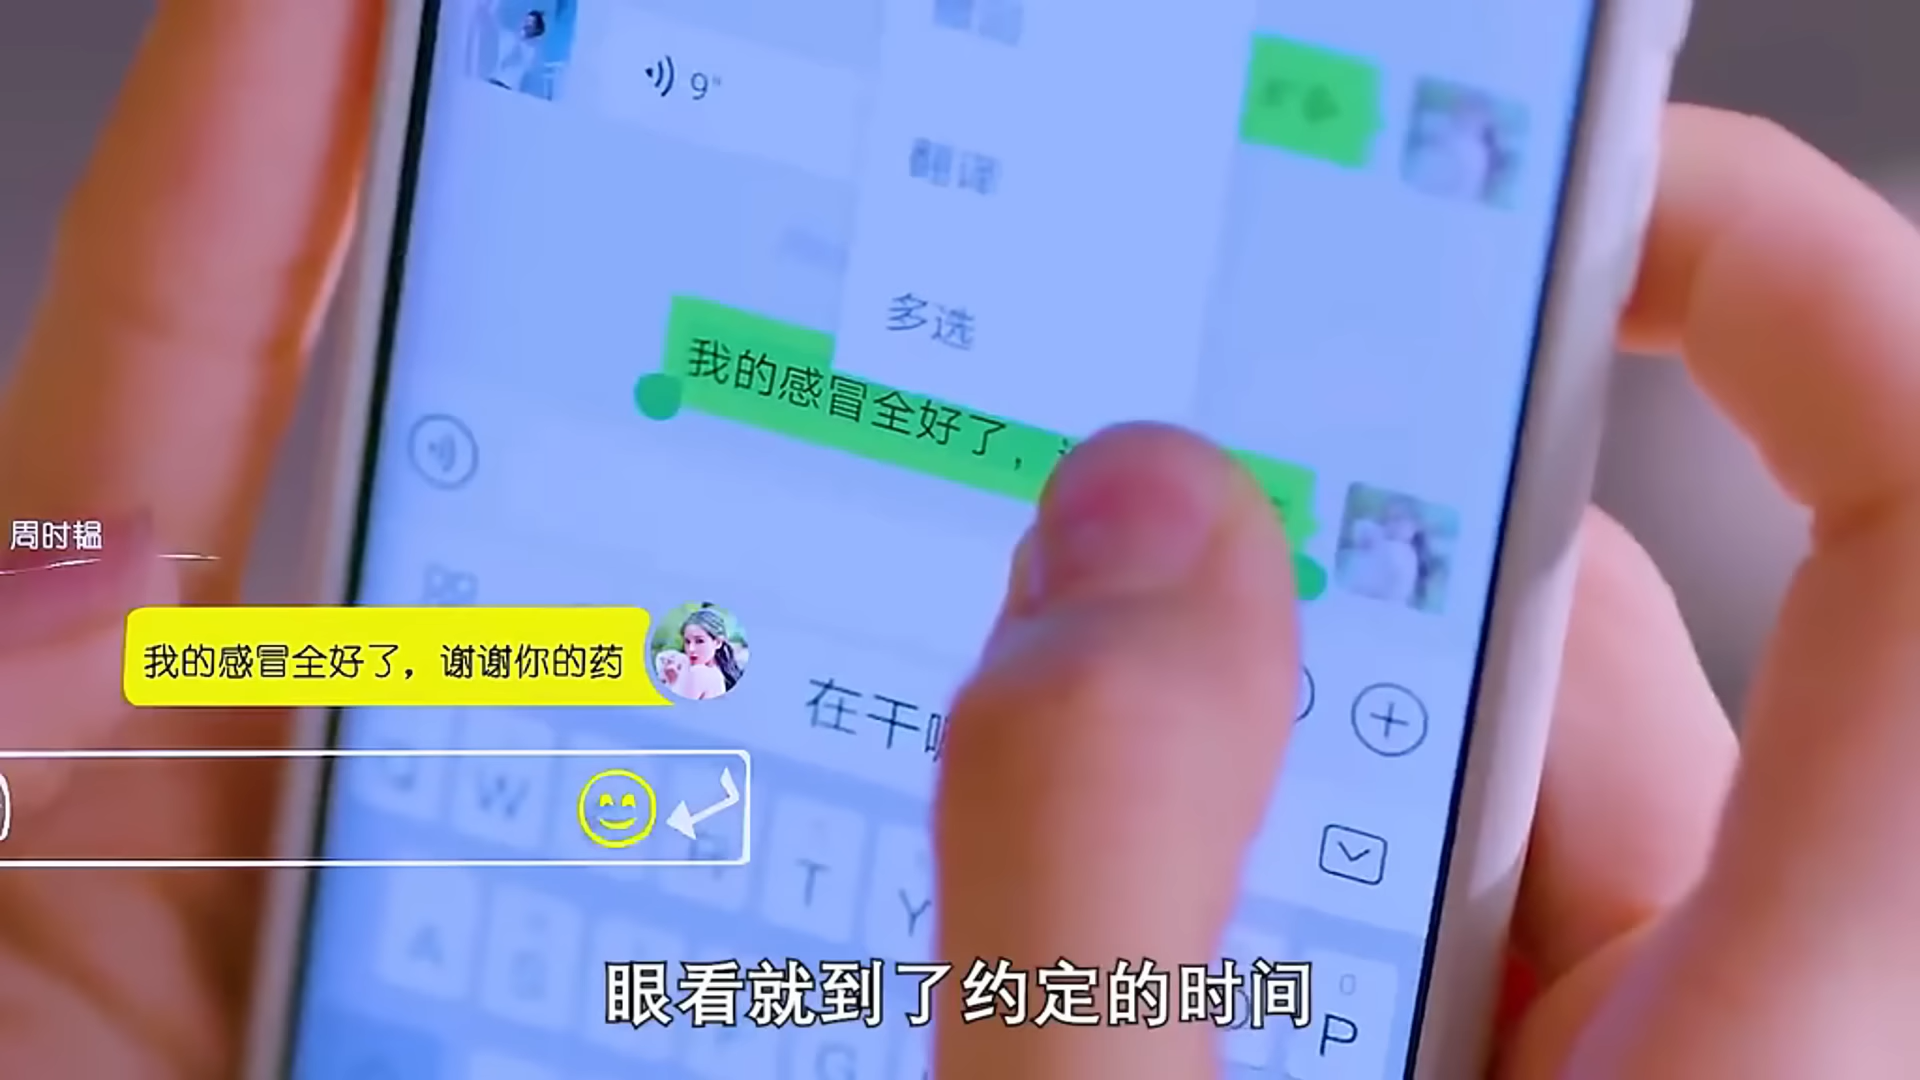 9"
翻译
多选
我的感冒全好了，
周时韫
我的感冒全好了，谢谢你的药
在干
W
T
Y
A
G
0
P
眼看就到了约定的时间